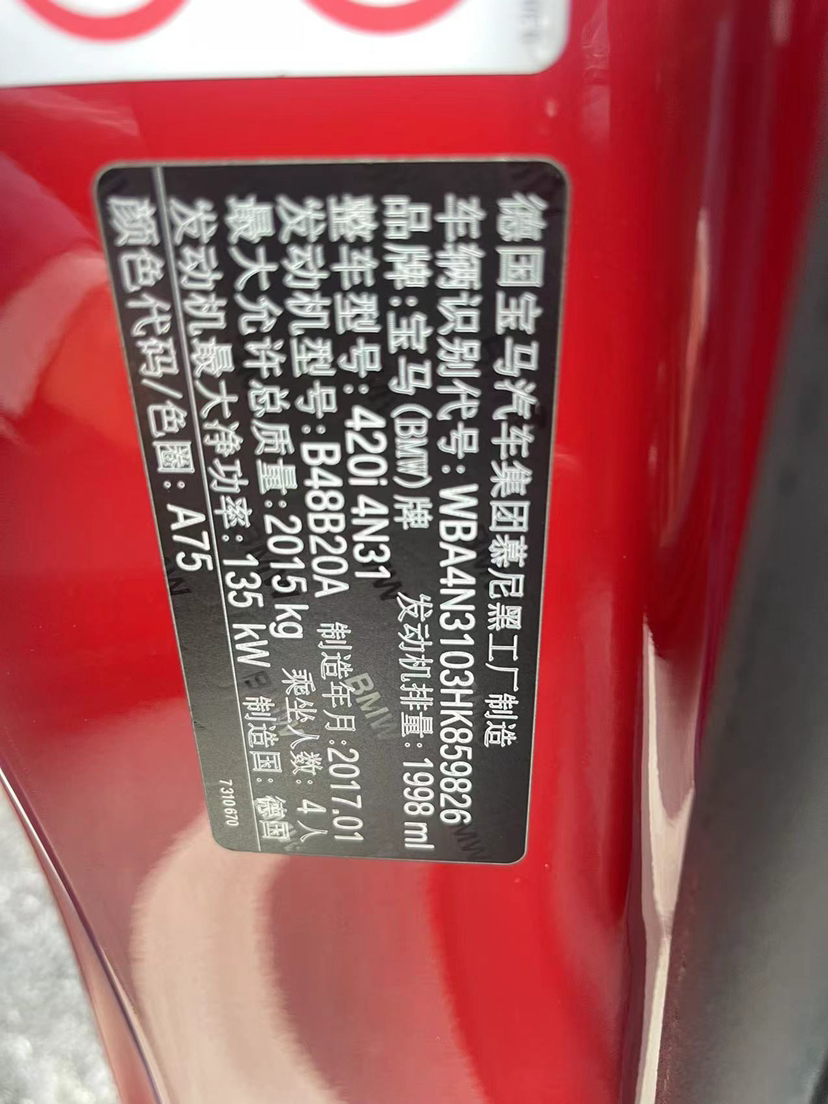 德国宝马汽车集团慕尼黑工厂制造
车辆识别代号:WBA4N3103HK859826
品牌:宝马(BMW)牌 发动机排量:1998 ml
整车型号:420i 4N31
发动机型号:B48B20A 制造年月:2017.01
最大允许总质量:2015 kg 乘坐人数:4人
发动机最大净功率:135 kW 制造国:德国
颜色代码/色圈:A75
7310670